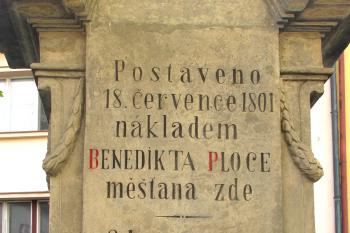 Postaveno
18. července 1801
nákladem
BENEDIKTA PLOCE
měšťana zde